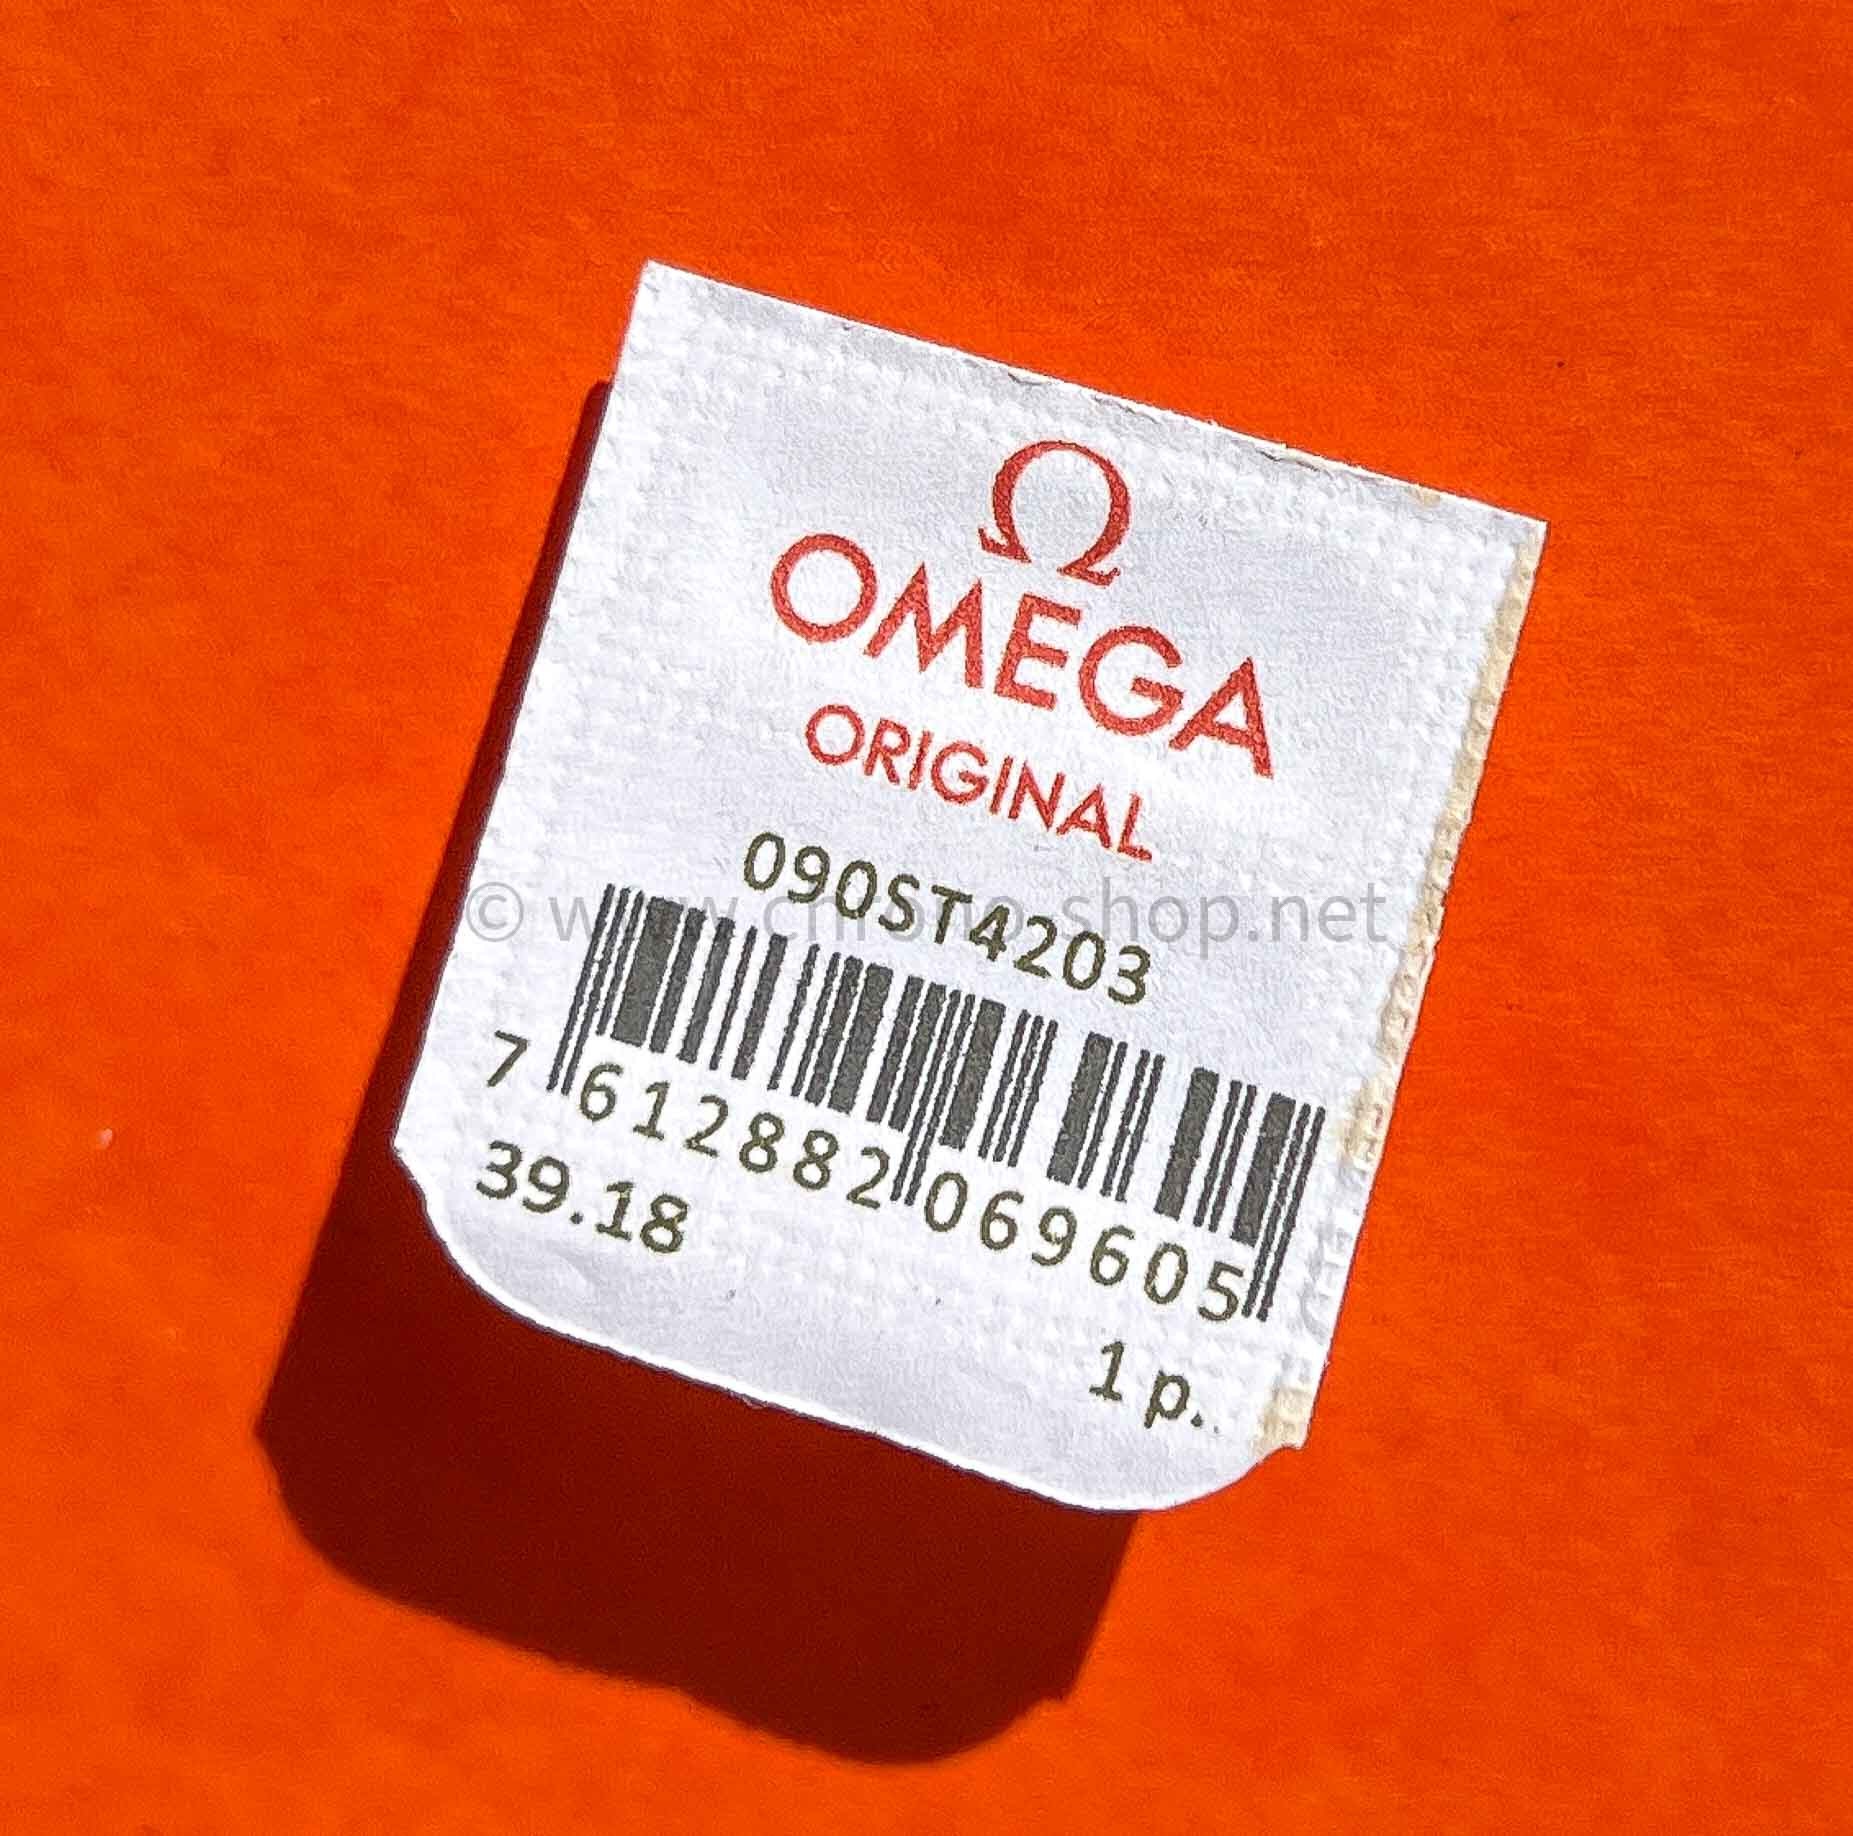 Ω
OMEGA
ORIGINAL
090ST4203
© www.chrono-shop.net
7 612882 069605
39.18
1 p.